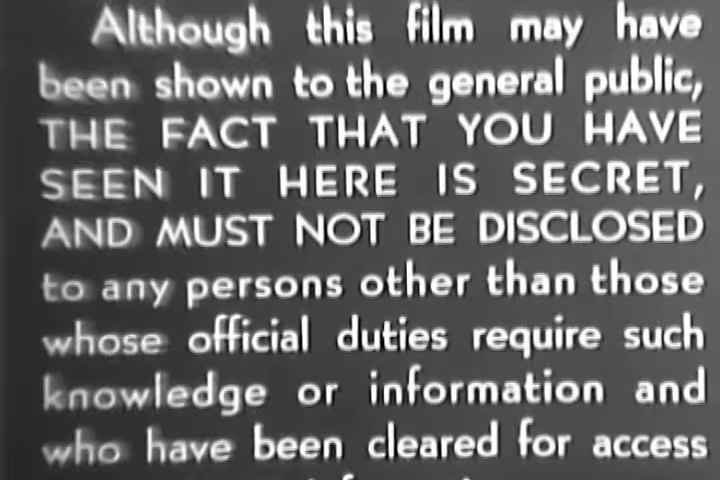 Although this film may have
been shown to the general public,
THE FACT THAT YOU HAVE
SEEN IT HERE IS SECRET,
AND MUST NOT BE DISCLOSED
to any persons other than those
whose official duties require such
knowledge or information and
who have been cleared for access